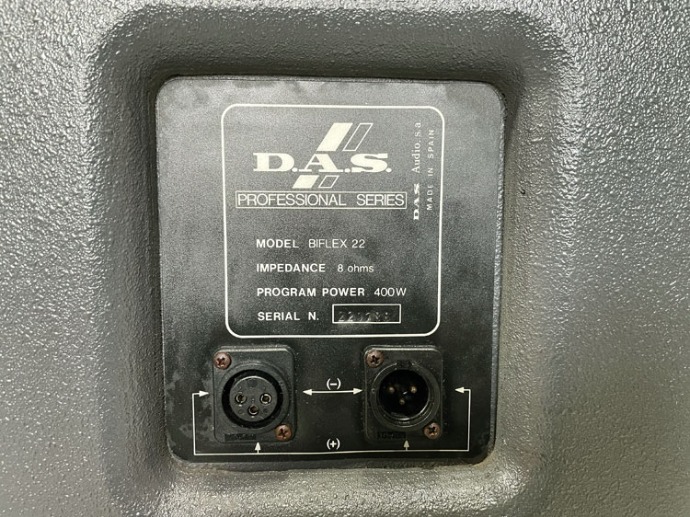 D.A.S.
PROFESSIONAL SERIES
MODEL BIFLEX 22
IMPEDANCE 8 ohms
PROGRAM POWER 400W
SERIAL N.
D.A.S. Audio, s.a
MADE IN SPAIN
(–)
(+)